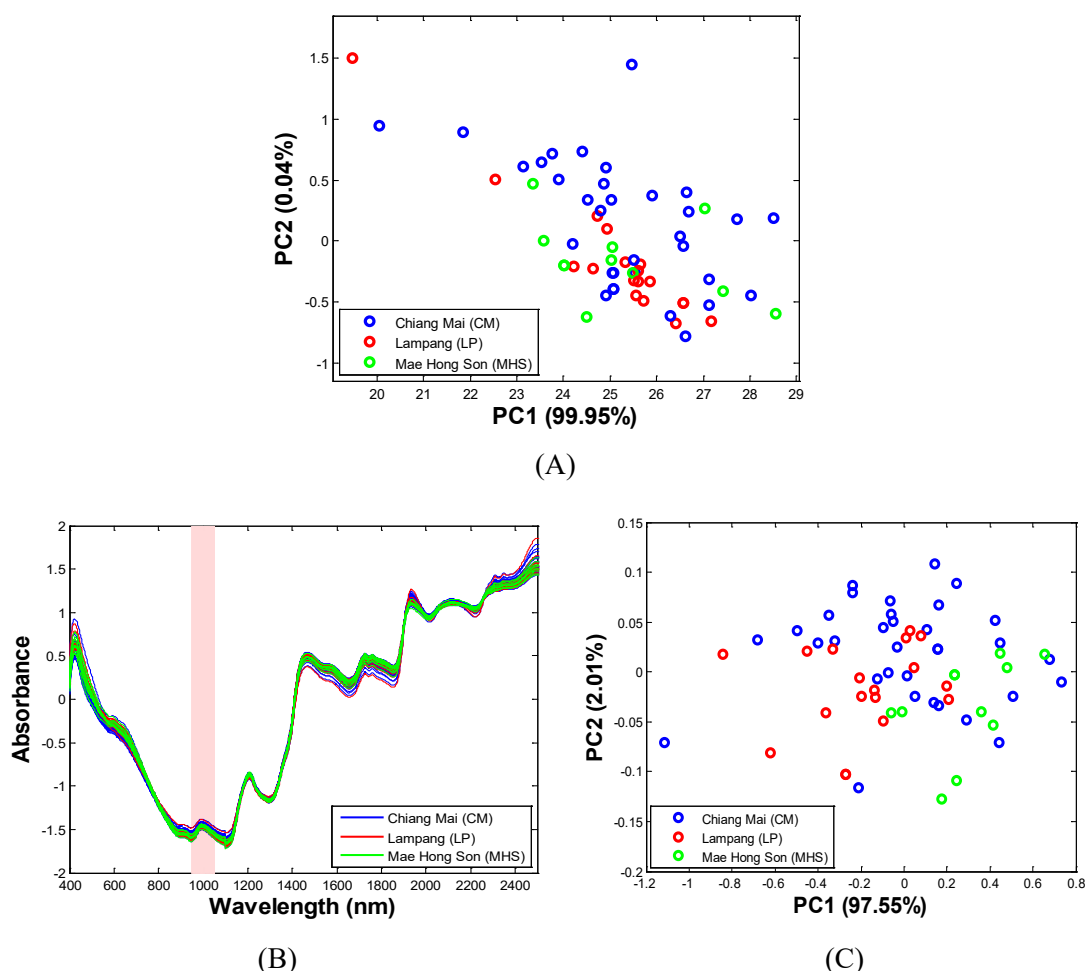 1.5
1
0.5
0
-0.5
-1
20 21 22 23 24 25 26 27 28 29
PC2 (0.04%)
PC1 (99.95%)
Chiang Mai (CM)
Lampang (LP)
Mae Hong Son (MHS)
(A)
2
1.5
1
0.5
0
-0.5
-1
-1.5
-2
400 600 800 1000 1200 1400 1600 1800 2000 2200 2400
Absorbance
Wavelength (nm)
Chiang Mai (CM)
Lampang (LP)
Mae Hong Son (MHS)
(B)
0.15
0.1
0.05
0
-0.05
-0.1
-0.15
-0.2
-1.2 -1 -0.8 -0.6 -0.4 -0.2 0 0.2 0.4 0.6 0.8
PC2 (2.01%)
PC1 (97.55%)
Chiang Mai (CM)
Lampang (LP)
Mae Hong Son (MHS)
(C)